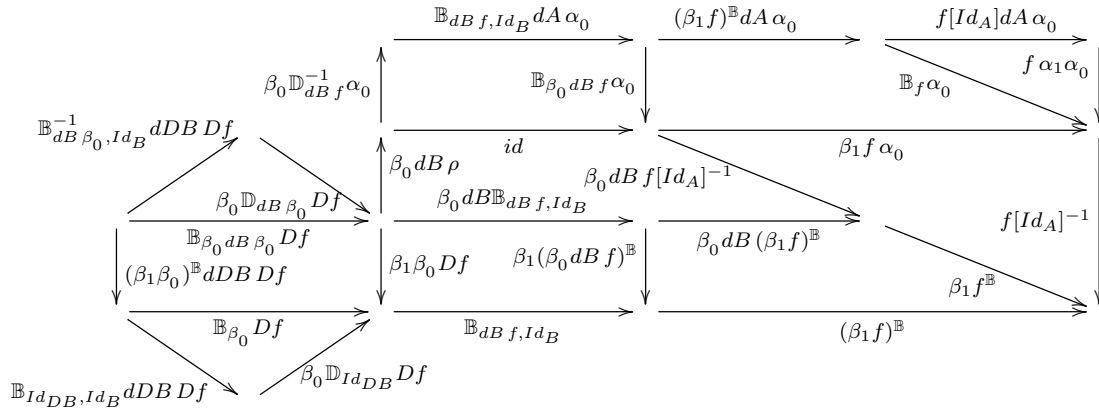 𝔹_{dB f,Id_B} dA α_0 (β_1 f)^𝔹 dA α_0 f[Id_A]dA α_0
β_0 𝔻^{-1}_{dB f} α_0 𝔹_{β_0 dB f} α_0 𝔹_f α_0 f α_1 α_0
𝔹^{-1}_{dB β_0,Id_B} dDB Df id β_1 f α_0
β_0 dB ρ β_0 dB f[Id_A]^{-1}
β_0 𝔻_{dB β_0} Df β_0 dB𝔹_{dB f,Id_B} f[Id_A]^{-1}
𝔹_{β_0 dB β_0} Df β_0 dB (β_1 f)^𝔹
(β_1 β_0)^𝔹 dDB Df β_1 β_0 Df β_1(β_0 dB f)^𝔹 β_1 f^𝔹
𝔹_{β_0} Df 𝔹_{dB f,Id_B} (β_1 f)^𝔹
𝔹_{Id_{DB},Id_B} dDB Df β_0 𝔻_{Id_{DB}} Df